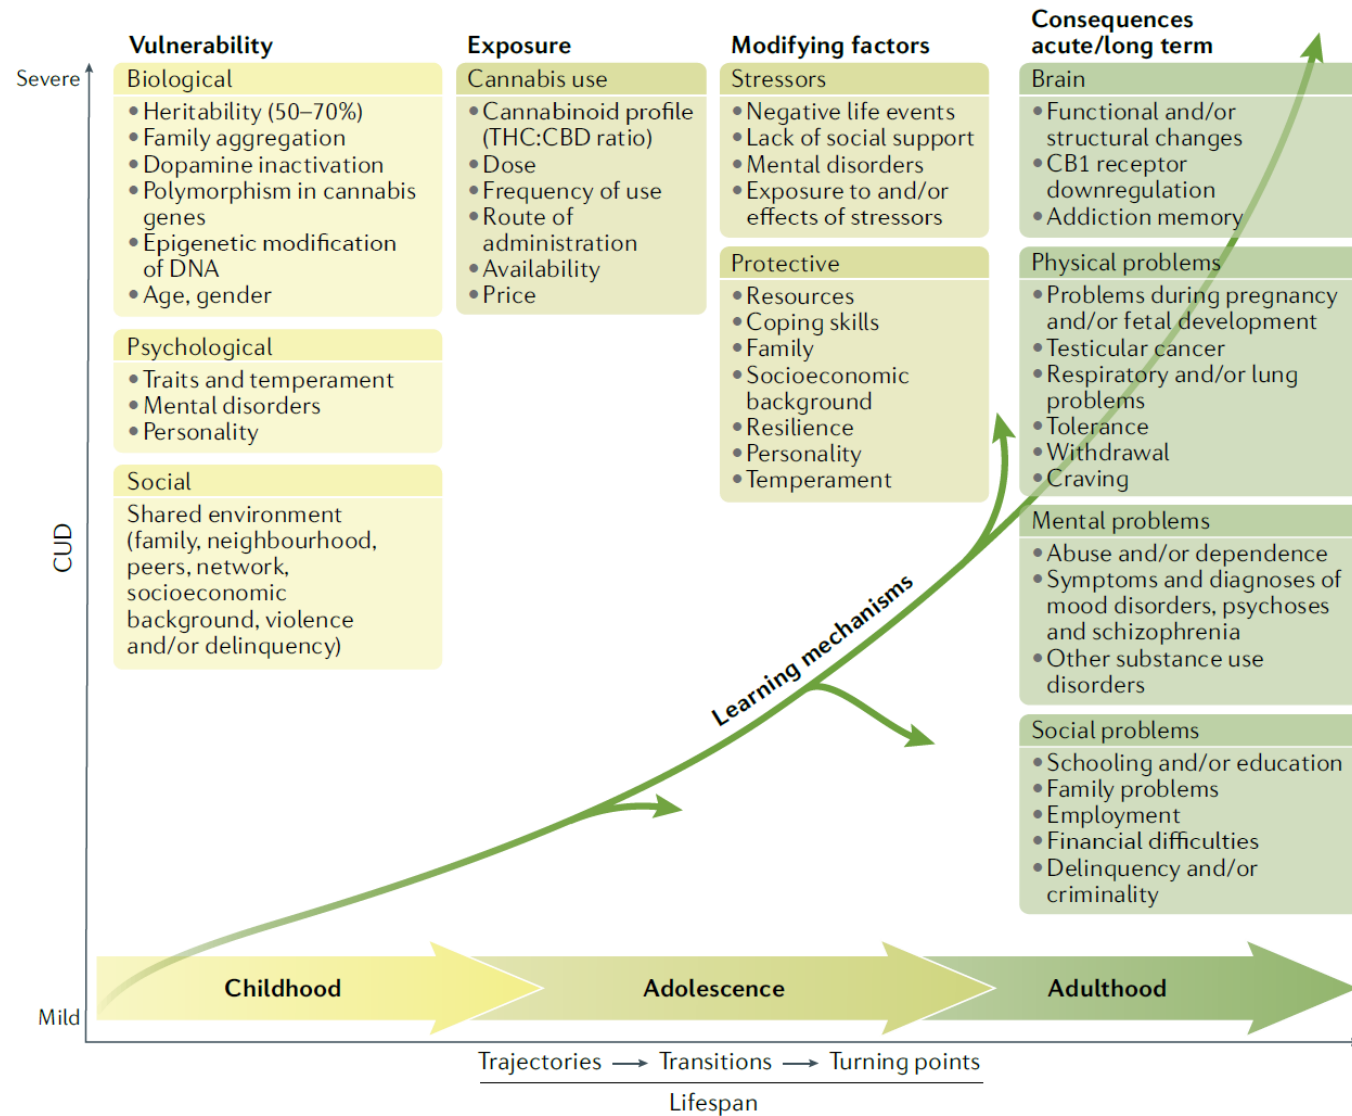 Vulnerability
Biological
• Heritability (50–70%)
• Family aggregation
• Dopamine inactivation
• Polymorphism in cannabis
genes
• Epigenetic modification
of DNA
• Age, gender
Psychological
• Traits and temperament
• Mental disorders
• Personality
Social
Shared environment
(family, neighbourhood,
peers, network,
socioeconomic
background, violence
and/or delinquency)
Exposure
Cannabis use
• Cannabinoid profile
(THC:CBD ratio)
• Dose
• Frequency of use
• Route of
administration
• Availability
• Price
Modifying factors
Stressors
• Negative life events
• Lack of social support
• Mental disorders
• Exposure to and/or
effects of stressors
Protective
• Resources
• Coping skills
• Family
• Socioeconomic
background
• Resilience
• Personality
• Temperament
Consequences
acute/long term
Brain
• Functional and/or
structural changes
• CB1 receptor
downregulation
• Addiction memory
Physical problems
• Problems during pregnancy
and/or fetal development
• Testicular cancer
• Respiratory and/or lung
problems
• Tolerance
• Withdrawal
• Craving
Mental problems
• Abuse and/or dependence
• Symptoms and diagnoses of
mood disorders, psychoses
and schizophrenia
• Other substance use
disorders
Social problems
• Schooling and/or education
• Family problems
• Employment
• Financial difficulties
• Delinquency and/or
criminality
Severe
CUD
Mild
Learning mechanisms
Childhood
Adolescence
Adulthood
Trajectories → Transitions → Turning points
Lifespan